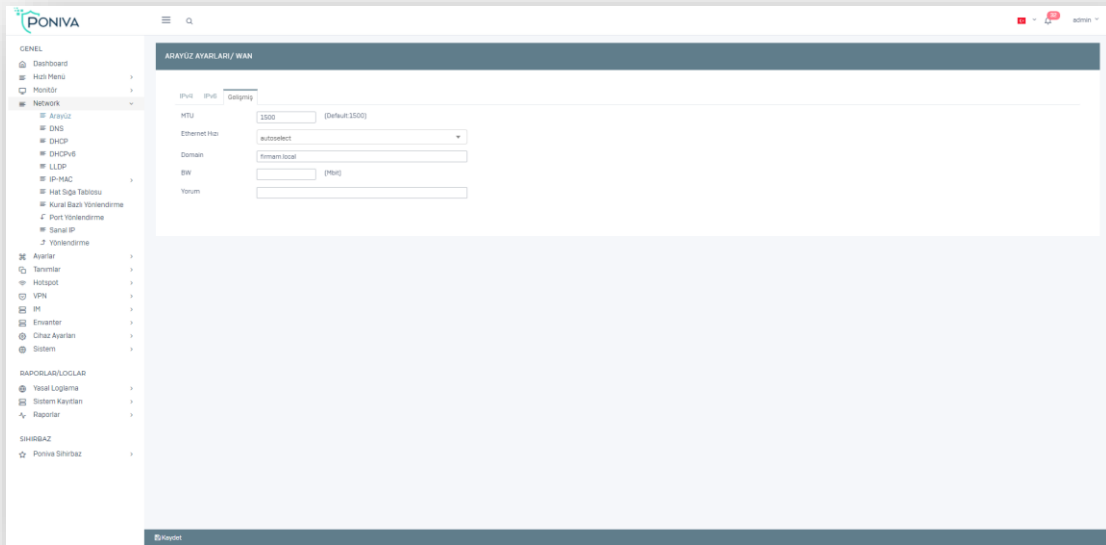 PONIVA
admin
GENEL
Dashboard
Hızlı Menü
Monitör
Network
Arayüz
DNS
DHCP
DHCPv6
LLDP
IP-MAC
Hat Sığa Tablosu
Kural Bazlı Yönlendirme
Port Yönlendirme
Sanal IP
Yönlendirme
Ayarlar
Tanımlar
Hotspot
VPN
IM
Envanter
Cihaz Ayarları
Sistem
RAPORLAR/LOGLAR
Yasal Loglama
Sistem Kayıtları
Raporlar
SIHIRBAZ
Poniva Sihirbaz
ARAYÜZ AYARLARI/ WAN
IPv4 IPv6 Gelişmiş
MTU 1500 (Default:1500)
Ethernet Hızı autoselect
Domain firmam.local
BW (Mbit)
Yorum
Kaydet